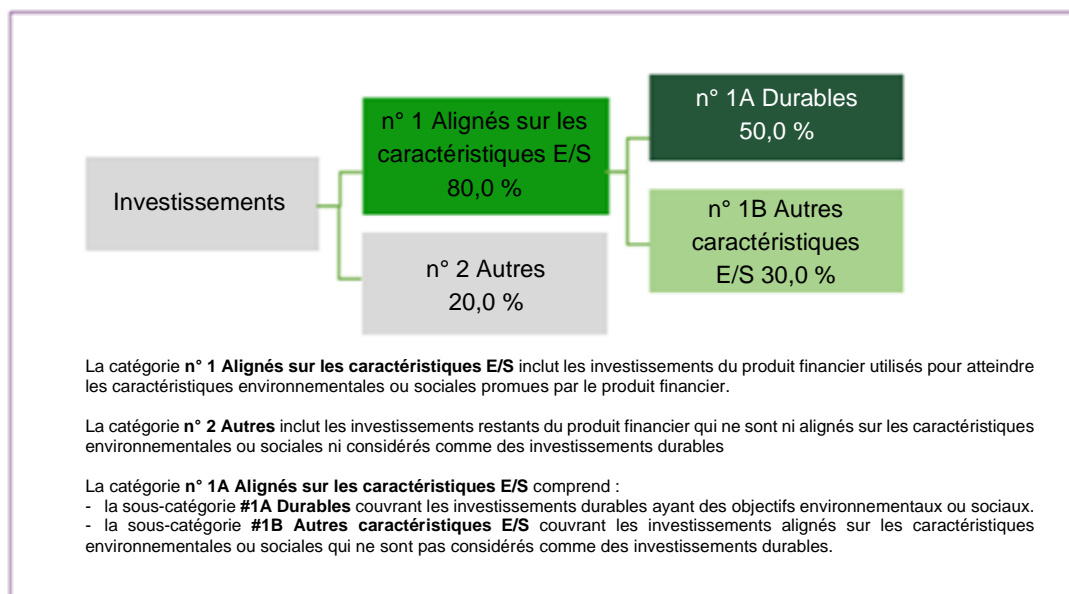 n° 1A Durables
50,0 %
n° 1 Alignés sur les
caractéristiques E/S
80,0 %
Investissements
n° 1B Autres
caractéristiques
E/S 30,0 %
n° 2 Autres
20,0 %
La catégorie n° 1 Alignés sur les caractéristiques E/S inclut les investissements du produit financier utilisés pour atteindre
les caractéristiques environnementales ou sociales promues par le produit financier.
La catégorie n° 2 Autres inclut les investissements restants du produit financier qui ne sont ni alignés sur les caractéristiques
environnementales ou sociales ni considérés comme des investissements durables
La catégorie n° 1A Alignés sur les caractéristiques E/S comprend :
- la sous-catégorie #1A Durables couvrant les investissements durables ayant des objectifs environnementaux ou sociaux.
- la sous-catégorie #1B Autres caractéristiques E/S couvrant les investissements alignés sur les caractéristiques
environnementales ou sociales qui ne sont pas considérés comme des investissements durables.